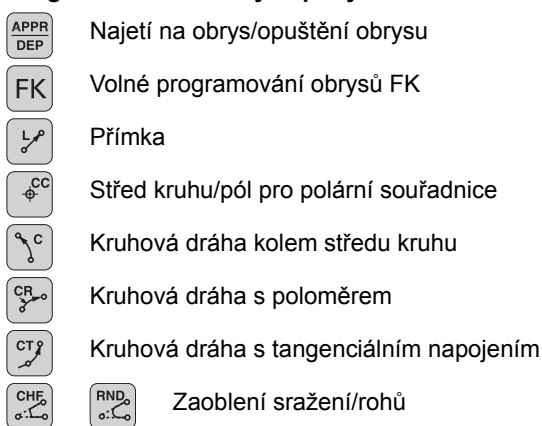 APPR
DEP Najetí na obrys/opuštění obrysu
FK Volné programování obrysů FK
L Přímka
CC Střed kruhu/pól pro polární souřadnice
C Kruhová dráha kolem středu kruhu
CR Kruhová dráha s poloměrem
CT Kruhová dráha s tangenciálním napojením
CHF RND Zaoblení sražení/rohů